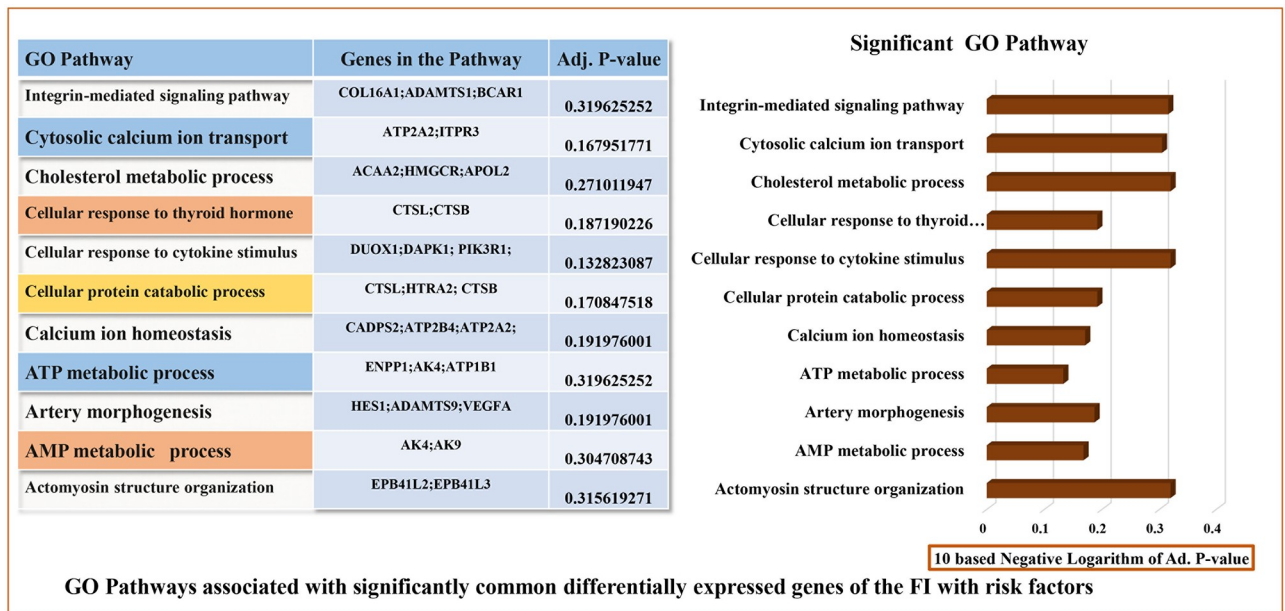 GO Pathway Genes in the Pathway Adj. P-value
Integrin-mediated signaling pathway COL16A1;ADAMTS1;BCAR1 0.319625252
Cytosolic calcium ion transport ATP2A2;ITPR3 0.167951771
Cholesterol metabolic process ACAA2;HMGCR;APOL2 0.271011947
Cellular response to thyroid hormone CTSL;CTSB 0.187190226
Cellular response to cytokine stimulus DUOX1;DAPK1; PIK3R1; 0.132823087
Cellular protein catabolic process CTSL;HTRA2; CTSB 0.170847518
Calcium ion homeostasis CADPS2;ATP2B4;ATP2A2; 0.191976001
ATP metabolic process ENPP1;AK4;ATP1B1 0.319625252
Artery morphogenesis HES1;ADAMTS9;VEGFA 0.191976001
AMP metabolic process AK4;AK9 0.304708743
Actomyosin structure organization EPB41L2;EPB41L3 0.315619271
Significant GO Pathway
Integrin-mediated signaling pathway
Cytosolic calcium ion transport
Cholesterol metabolic process
Cellular response to thyroid…
Cellular response to cytokine stimulus
Cellular protein catabolic process
Calcium ion homeostasis
ATP metabolic process
Artery morphogenesis
AMP metabolic process
Actomyosin structure organization
0 0.1 0.2 0.3 0.4
10 based Negative Logarithm of Ad. P-value
GO Pathways associated with significantly common differentially expressed genes of the FI with risk factors